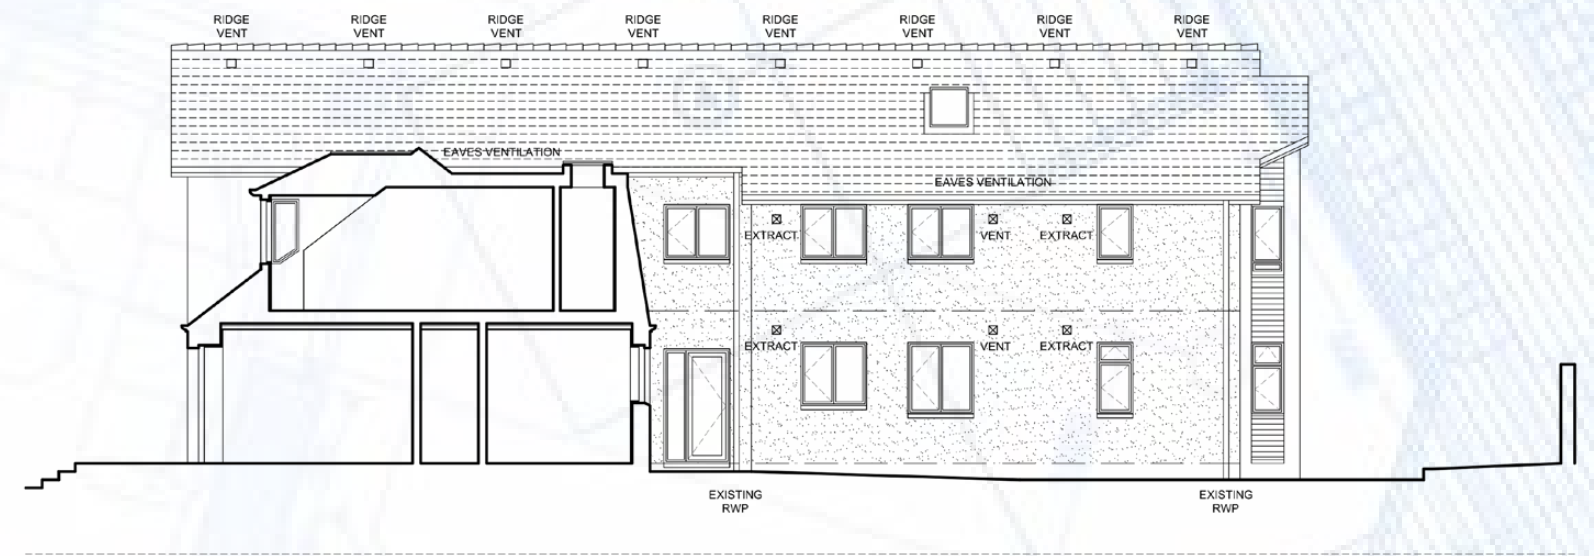 RIDGE
VENT
RIDGE
VENT
RIDGE
VENT
RIDGE
VENT
RIDGE
VENT
RIDGE
VENT
RIDGE
VENT
RIDGE
VENT
EAVES VENTILATION
EAVES VENTILATION
EXTRACT
VENT
EXTRACT
EXTRACT
VENT
EXTRACT
EXISTING
RWP
EXISTING
RWP